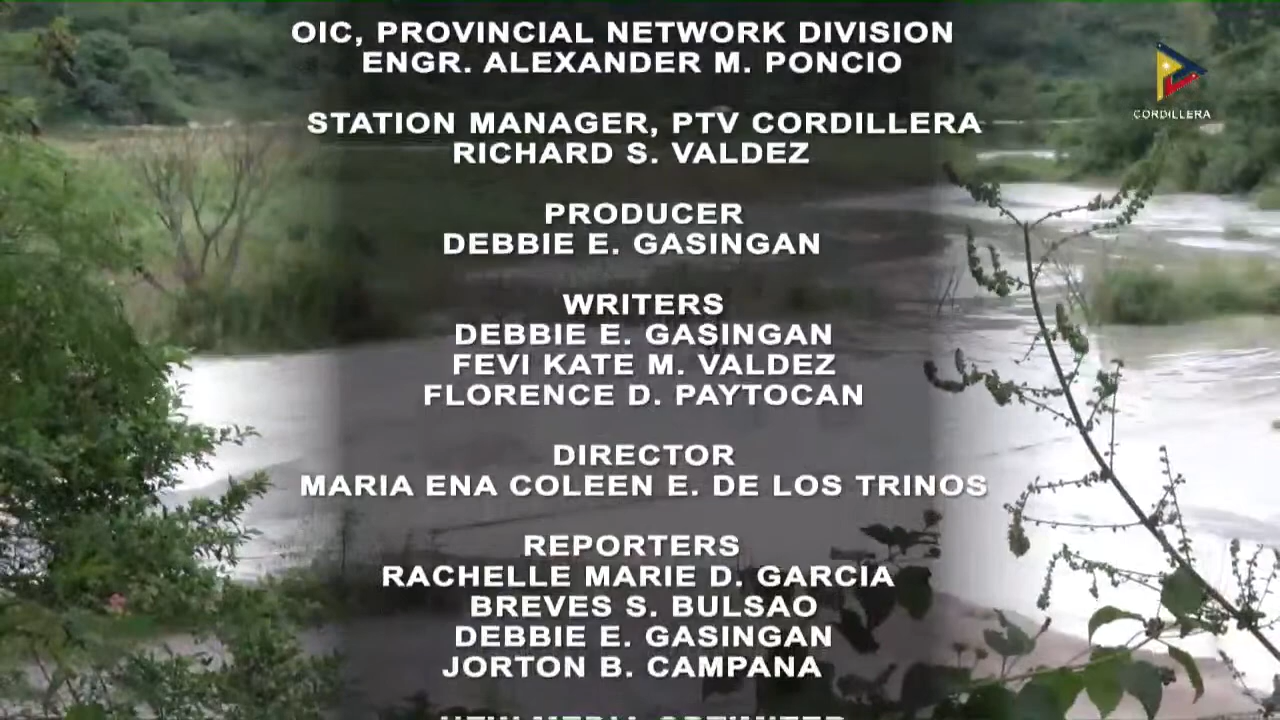 OIC, PROVINCIAL NETWORK DIVISION
ENGR. ALEXANDER M. PONCIO
CORDILLERA
STATION MANAGER, PTV CORDILLERA
RICHARD S. VALDEZ
PRODUCER
DEBBIE E. GASINGAN
WRITERS
DEBBIE E. GASINGAN
FEVI KATE M. VALDEZ
FLORENCE D. PAYTOCAN
DIRECTOR
MARIA ENA COLEEN E. DE LOS TRINOS
REPORTERS
RACHELLE MARIE D. GARCIA
BREVES S. BULSAO
DEBBIE E. GASINGAN
JORTON B. CAMPANA